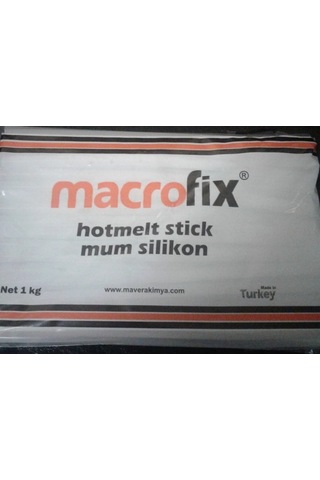 macrofix®
hotmelt stick
mum silikon
Net 1 kg
www.maverakimya.com
Made in
Turkey